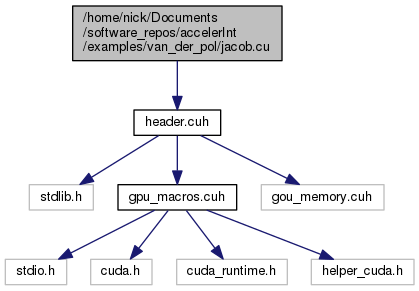 /home/nick/Documents
/software_repos/accelerInt
/examples/van_der_pol/jacob.cu
header.cuh
stdlib.h
gpu_macros.cuh
gou_memory.cuh
stdio.h
cuda.h
cuda_runtime.h
helper_cuda.h